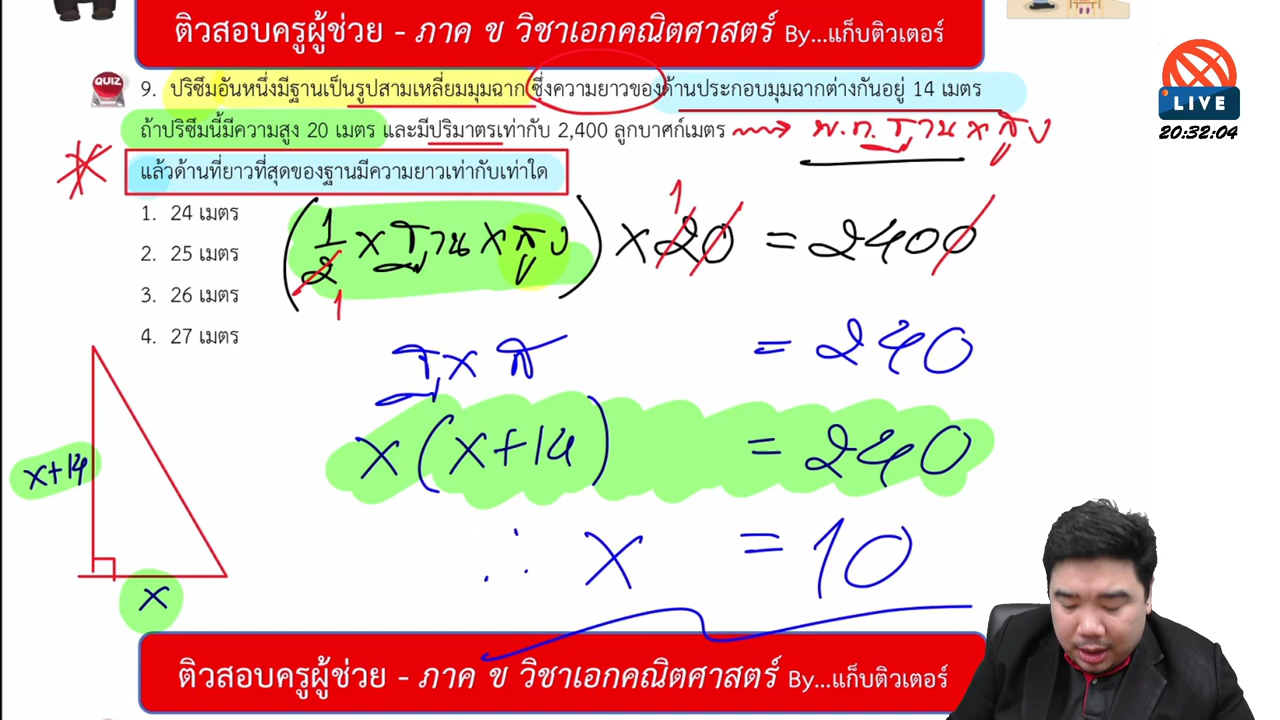 ติวสอบครูผู้ช่วย - ภาค ข วิชาเอกคณิตศาสตร์ By...แก็บติวเตอร์
QUIZ
9. ปริซึมอันหนึ่งมีฐานเป็นรูปสามเหลี่ยมมุมฉาก ซึ่งความยาวของด้านประกอบมุมฉากต่างกันอยู่ 14 เมตร
LIVE
20:32:04
ถ้าปริซึมนี้มีความสูง 20 เมตร และมีปริมาตรเท่ากับ 2,400 ลูกบาศก์เมตร พ.ท.ฐาน x สูง
แล้วด้านที่ยาวที่สุดของฐานมีความยาวเท่ากับเท่าใด
1. 24 เมตร
2. 25 เมตร
3. 26 เมตร
4. 27 เมตร
1
(1/2 x ฐาน x สูง) x 20 = 2400
1
ฐ x ส = 240
x(x+14) = 240
x+14
∴ x = 10
x
ติวสอบครูผู้ช่วย - ภาค ข วิชาเอกคณิตศาสตร์ By...แก็บติวเตอร์